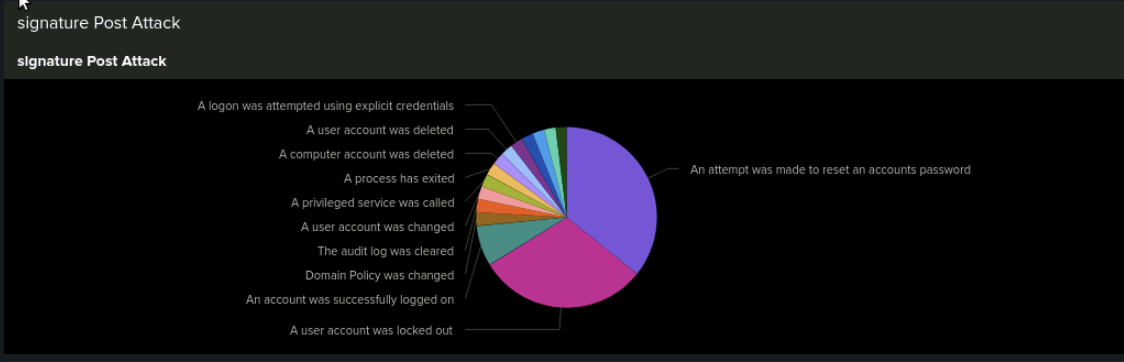 signature Post Attack
signature Post Attack
A logon was attempted using explicit credentials
A user account was deleted
A computer account was deleted
A process has exited
A privileged service was called
A user account was changed
The audit log was cleared
Domain Policy was changed
An account was successfully logged on
A user account was locked out
An attempt was made to reset an accounts password